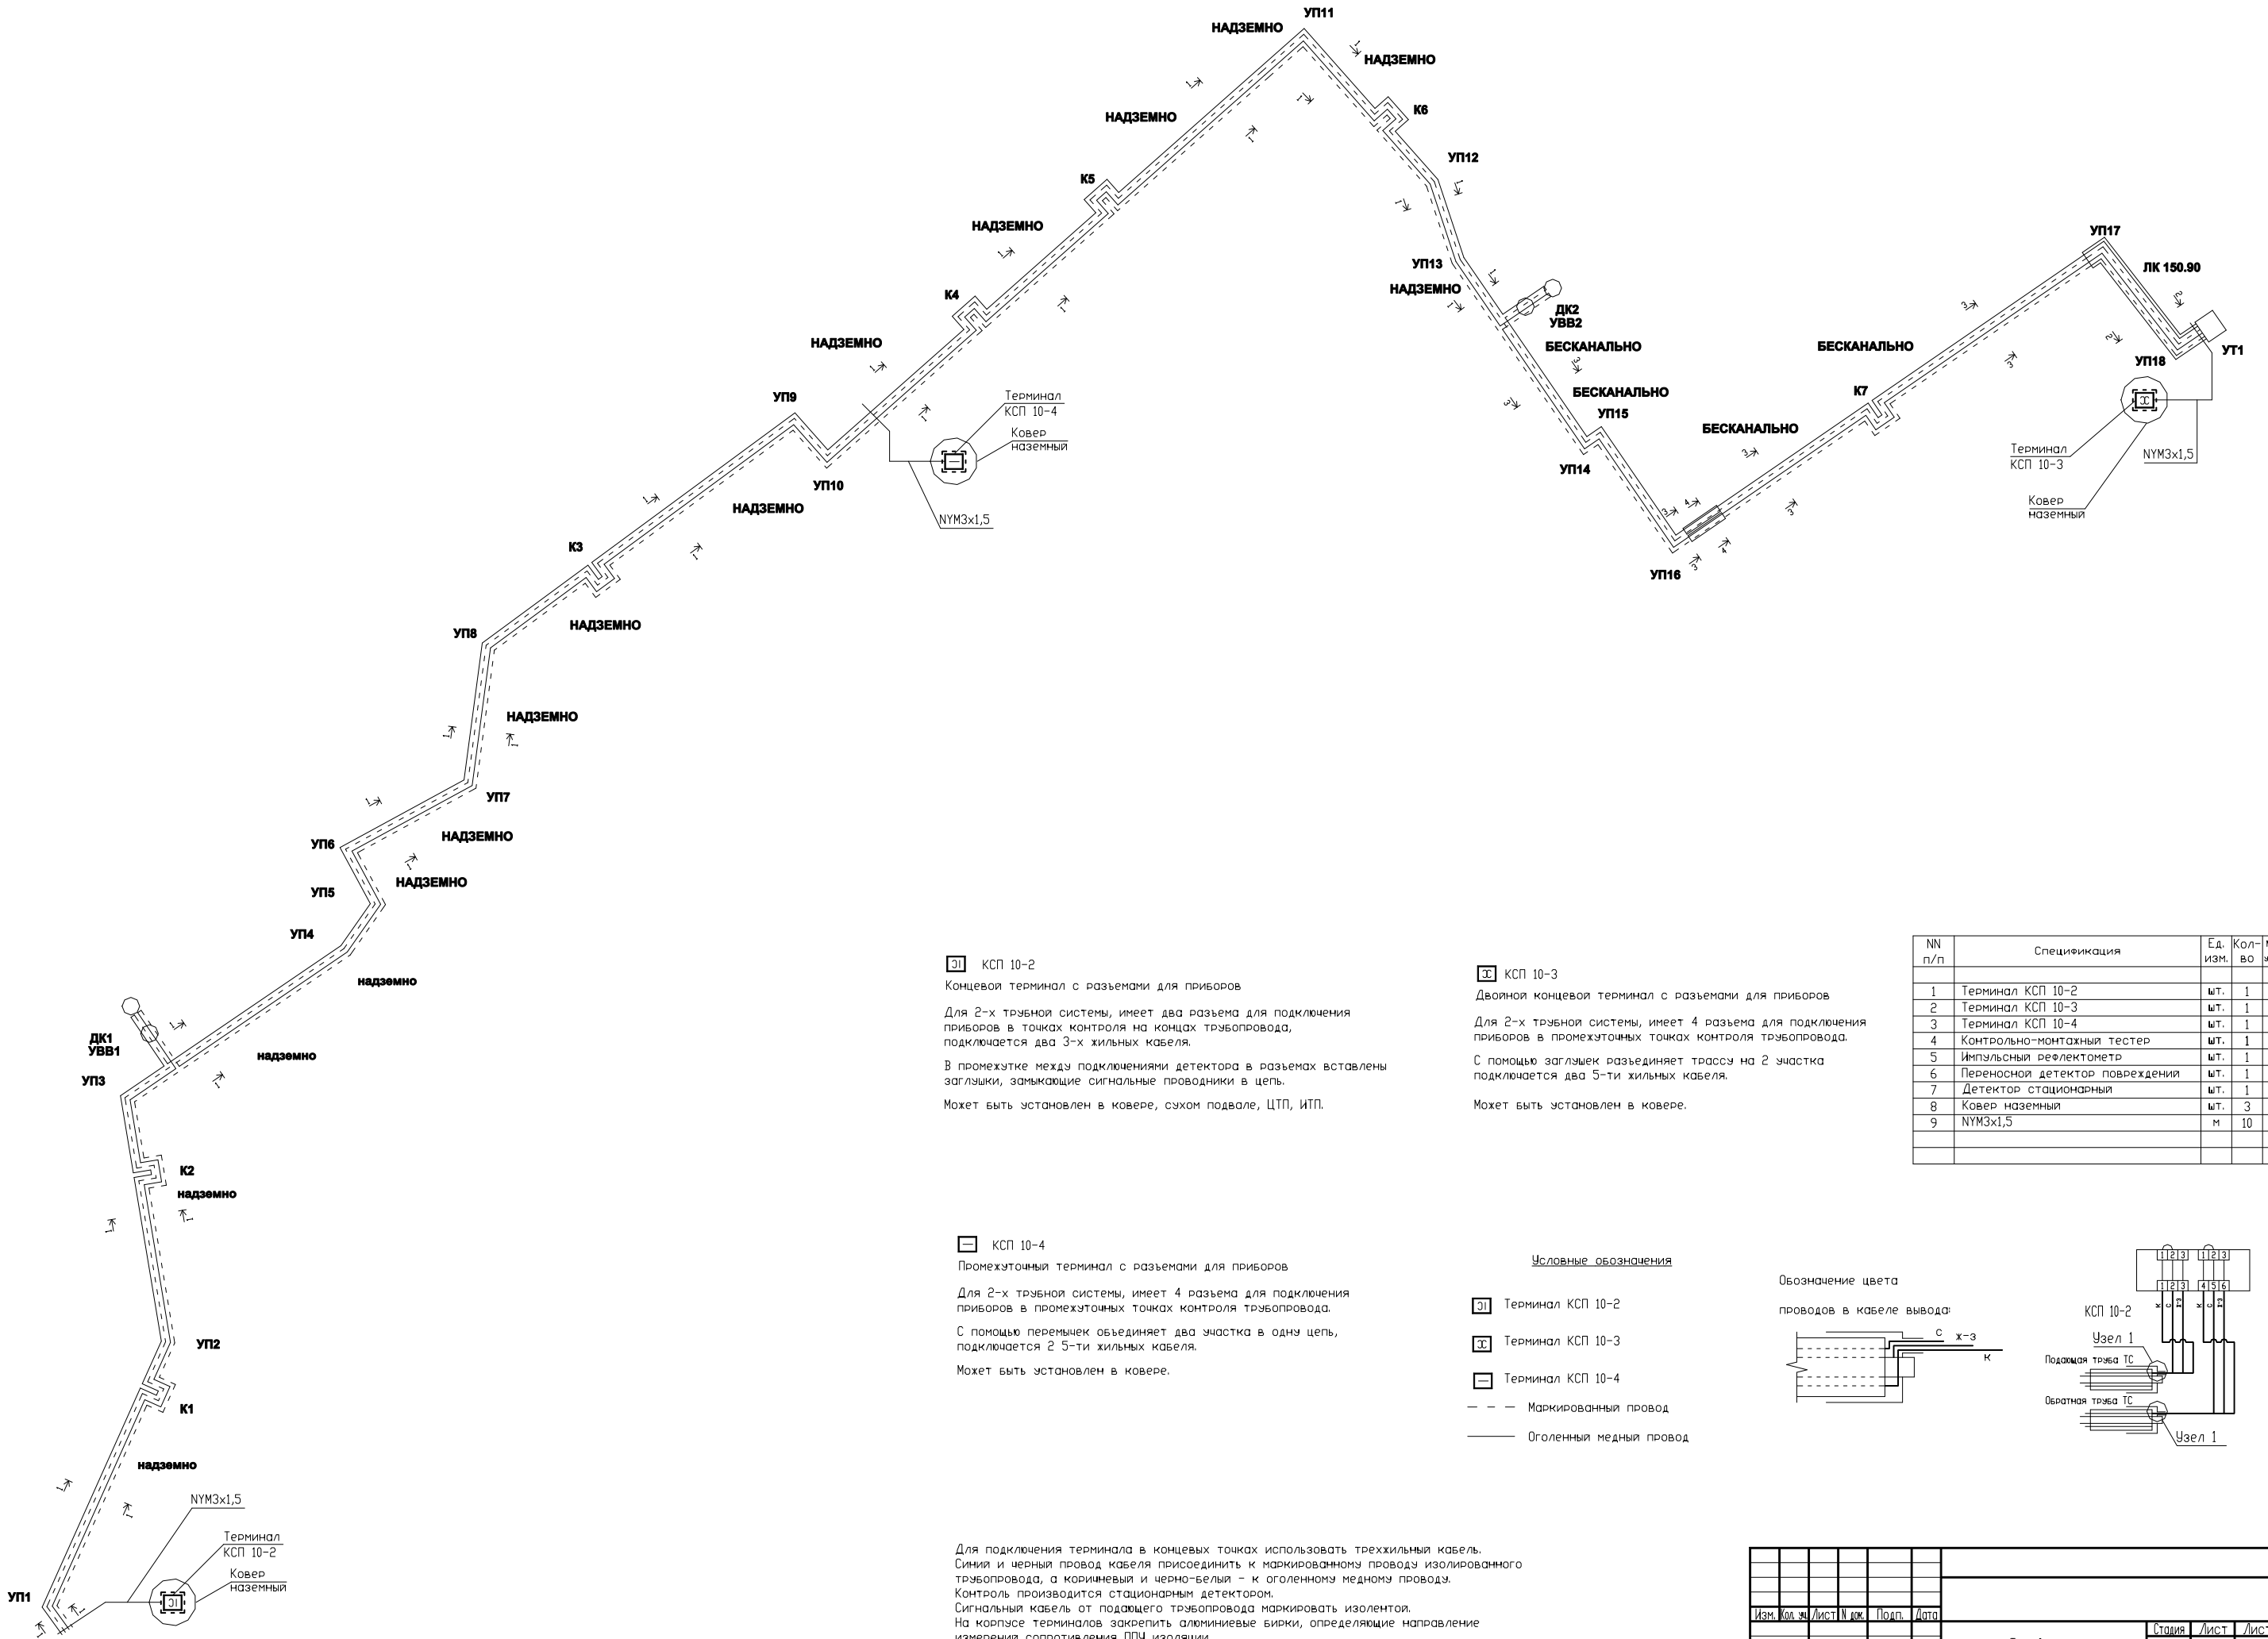 УП11
НАДЗЕМНО
НАДЗЕМНО
К6
НАДЗЕМНО
УП12
К5
НАДЗЕМНО
УП13
НАДЗЕМНО
ДК2
УВВ2
УП17
ЛК 150.90
К4
НАДЗЕМНО
БЕСКАНАЛЬНО
БЕСКАНАЛЬНО
УТ1
УП18
БЕСКАНАЛЬНО
К7
УП9
УП15
БЕСКАНАЛЬНО
Терминал
КСП 10-4
Ковер
наземный
УП14
Терминал
КСП 10-3
NYM3x1,5
УП10
НАДЗЕМНО
NYM3x1,5
Ковер
наземный
К3
УП16
НАДЗЕМНО
УП8
НАДЗЕМНО
УП7
НАДЗЕМНО
УП6
УП5
НАДЗЕМНО
УП4
надземно
ДК1
УВВ1
надземно
УП3
К2
надземно
УП2
К1
надземно
NYM3x1,5
Терминал
КСП 10-2
Ковер
наземный
УП1
КСП 10-2
Концевой терминал с разъемами для приборов
Для 2-х трубной системы, имеет два разъема для подключения
приборов в точках контроля на концах трубопровода,
подключается два 3-х жильных кабеля.
В промежутке между подключениями детектора в разъемах вставлены
заглушки, замыкающие сигнальные проводники в цепь.
Может быть установлен в ковере, сухом подвале, ЦТП, ИТП.
КСП 10-3
Двойной концевой терминал с разъемами для приборов
Для 2-х трубной системы, имеет 4 разъема для подключения
приборов в промежуточных точках контроля трубопровода.
С помощью заглушек разъединяет трассу на 2 участка
подключается два 5-ти жильных кабеля.
Может быть установлен в ковере.
NN п/п Спецификация Ед. изм. Кол-во
1 Терминал КСП 10-2 шт. 1
2 Терминал КСП 10-3 шт. 1
3 Терминал КСП 10-4 шт. 1
4 Контрольно-монтажный тестер шт. 1
5 Импульсный рефлектометр шт. 1
6 Переносной детектор повреждений шт. 1
7 Детектор стационарный шт. 1
8 Ковер наземный шт. 3
9 NYM3x1,5 м 10
КСП 10-4
Промежуточный терминал с разъемами для приборов
Для 2-х трубной системы, имеет 4 разъема для подключения
приборов в промежуточных точках контроля трубопровода.
С помощью перемычек объединяет два участка в одну цепь,
подключается 2 5-ти жильных кабеля.
Может быть установлен в ковере.
Условные обозначения
Терминал КСП 10-2
Терминал КСП 10-3
Терминал КСП 10-4
Маркированный провод
Оголенный медный провод
Обозначение цвета
проводов в кабеле вывода:
с ж-з
к
1 2 3 1 2 3
1 2 3 4 5 6
КСП 10-2
Узел 1
Подающая труба ТС
Обратная труба ТС
Узел 1
Для подключения терминала в концевых точках использовать трехжильный кабель.
Синий и черный провод кабеля присоединить к маркированному проводу изолированного
трубопровода, а коричневый и черно-белый - к оголенному медному проводу.
Контроль производится стационарным детектором.
Сигнальный кабель от подающего трубопровода маркировать изолентой.
На корпусе терминалов закрепить алюминиевые бирки, определяющие направление
измерений сопротивления ППУ изоляции
Изм. Кол. уч Лист N док. Подп. Дата
Стадия Лист